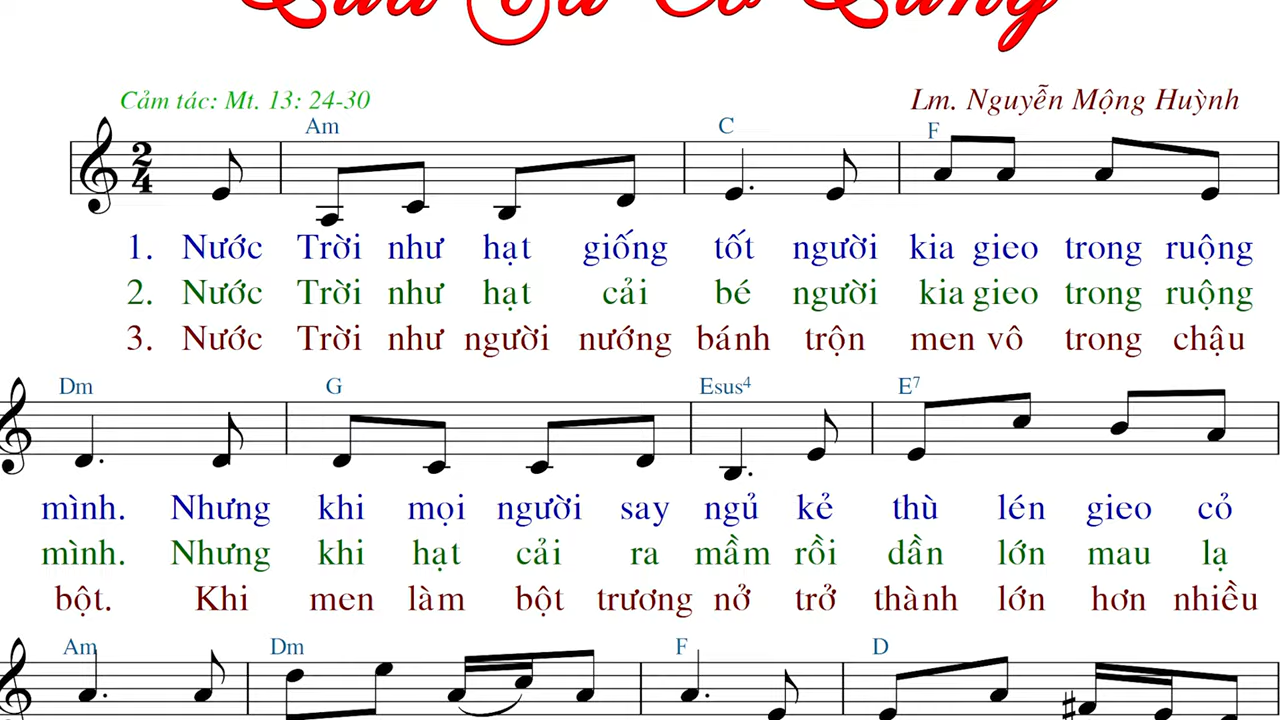 Cảm tác: Mt. 13: 24-30
Lm. Nguyễn Mộng Huỳnh
Am C F
2
4
1. Nước Trời như hạt giống tốt người kia gieo trong ruộng
2. Nước Trời như hạt cải bé người kia gieo trong ruộng
3. Nước Trời như người nướng bánh trộn men vô trong chậu
Dm G Esus4 E7
mình. Nhưng khi mọi người say ngủ kẻ thù lén gieo cỏ
mình. Nhưng khi hạt cải ra mầm rồi dần lớn mau lạ
bột. Khi men làm bột trương nở trở thành lớn hơn nhiều
Am Dm F D